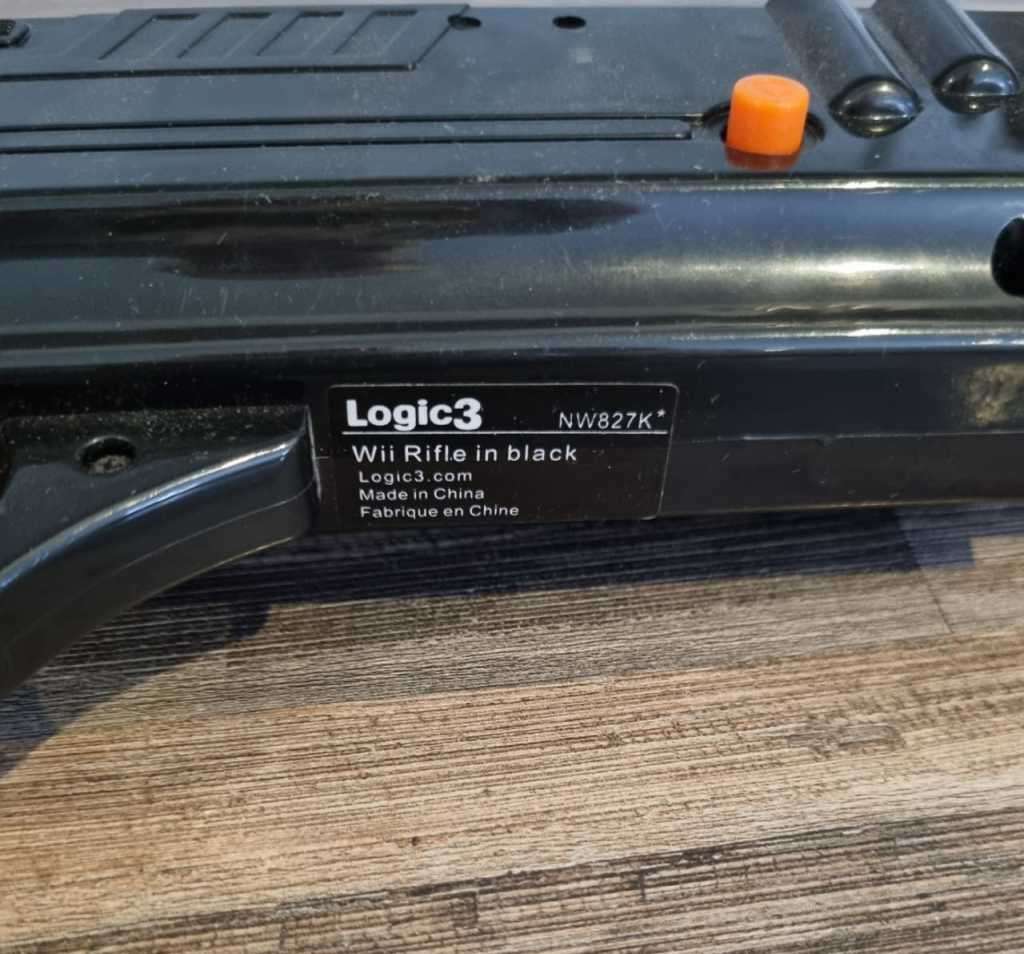 Logic3 NW827K*
Wii Rifle in black
Logic3.com
Made in China
Fabrique en Chine